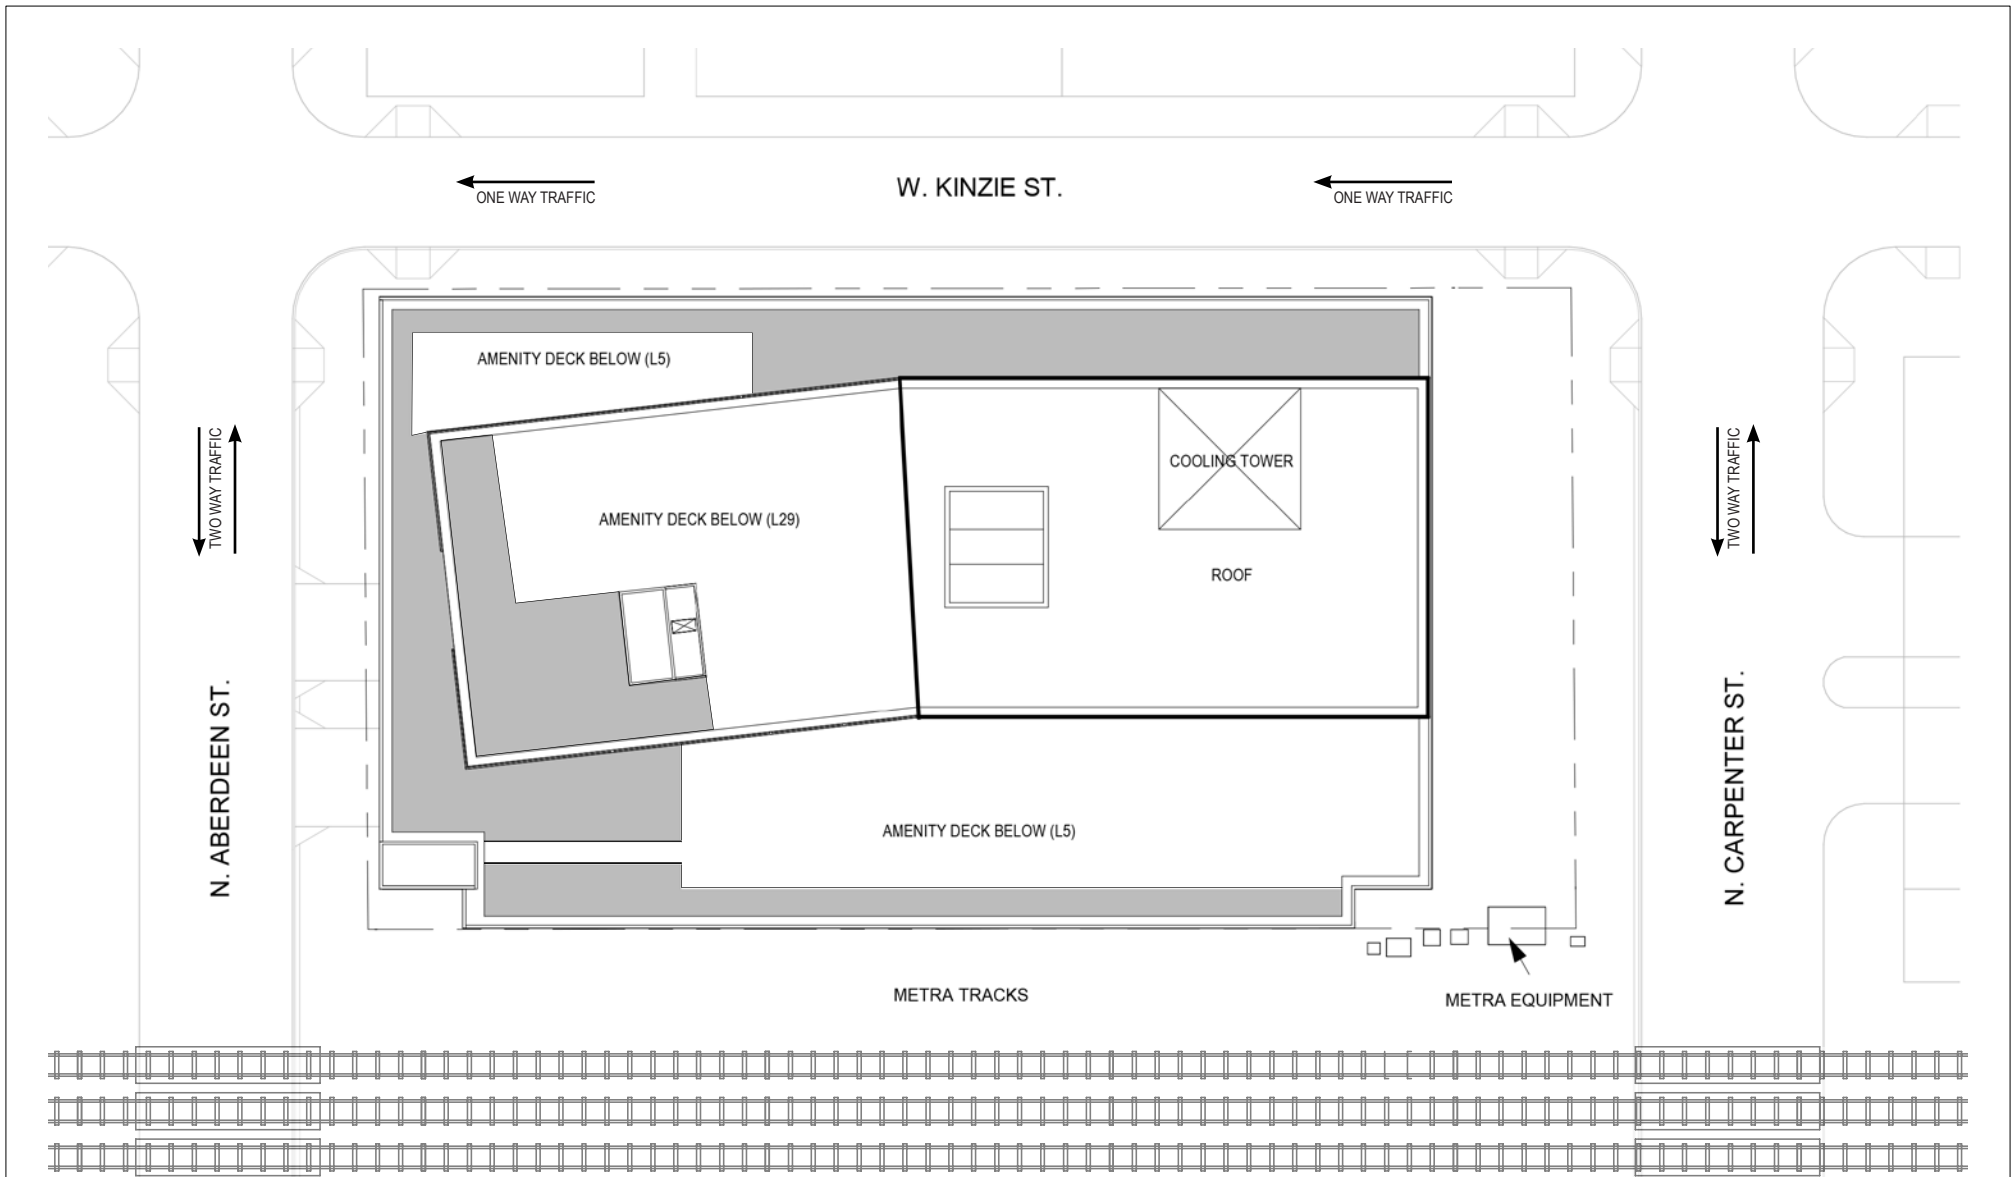 W. KINZIE ST.
ONE WAY TRAFFIC
ONE WAY TRAFFIC
AMENITY DECK BELOW (L5)
COOLING TOWER
TWO WAY TRAFFIC
TWO WAY TRAFFIC
AMENITY DECK BELOW (L29)
ROOF
N. ABERDEEN ST.
N. CARPENTER ST.
AMENITY DECK BELOW (L5)
METRA TRACKS
METRA EQUIPMENT